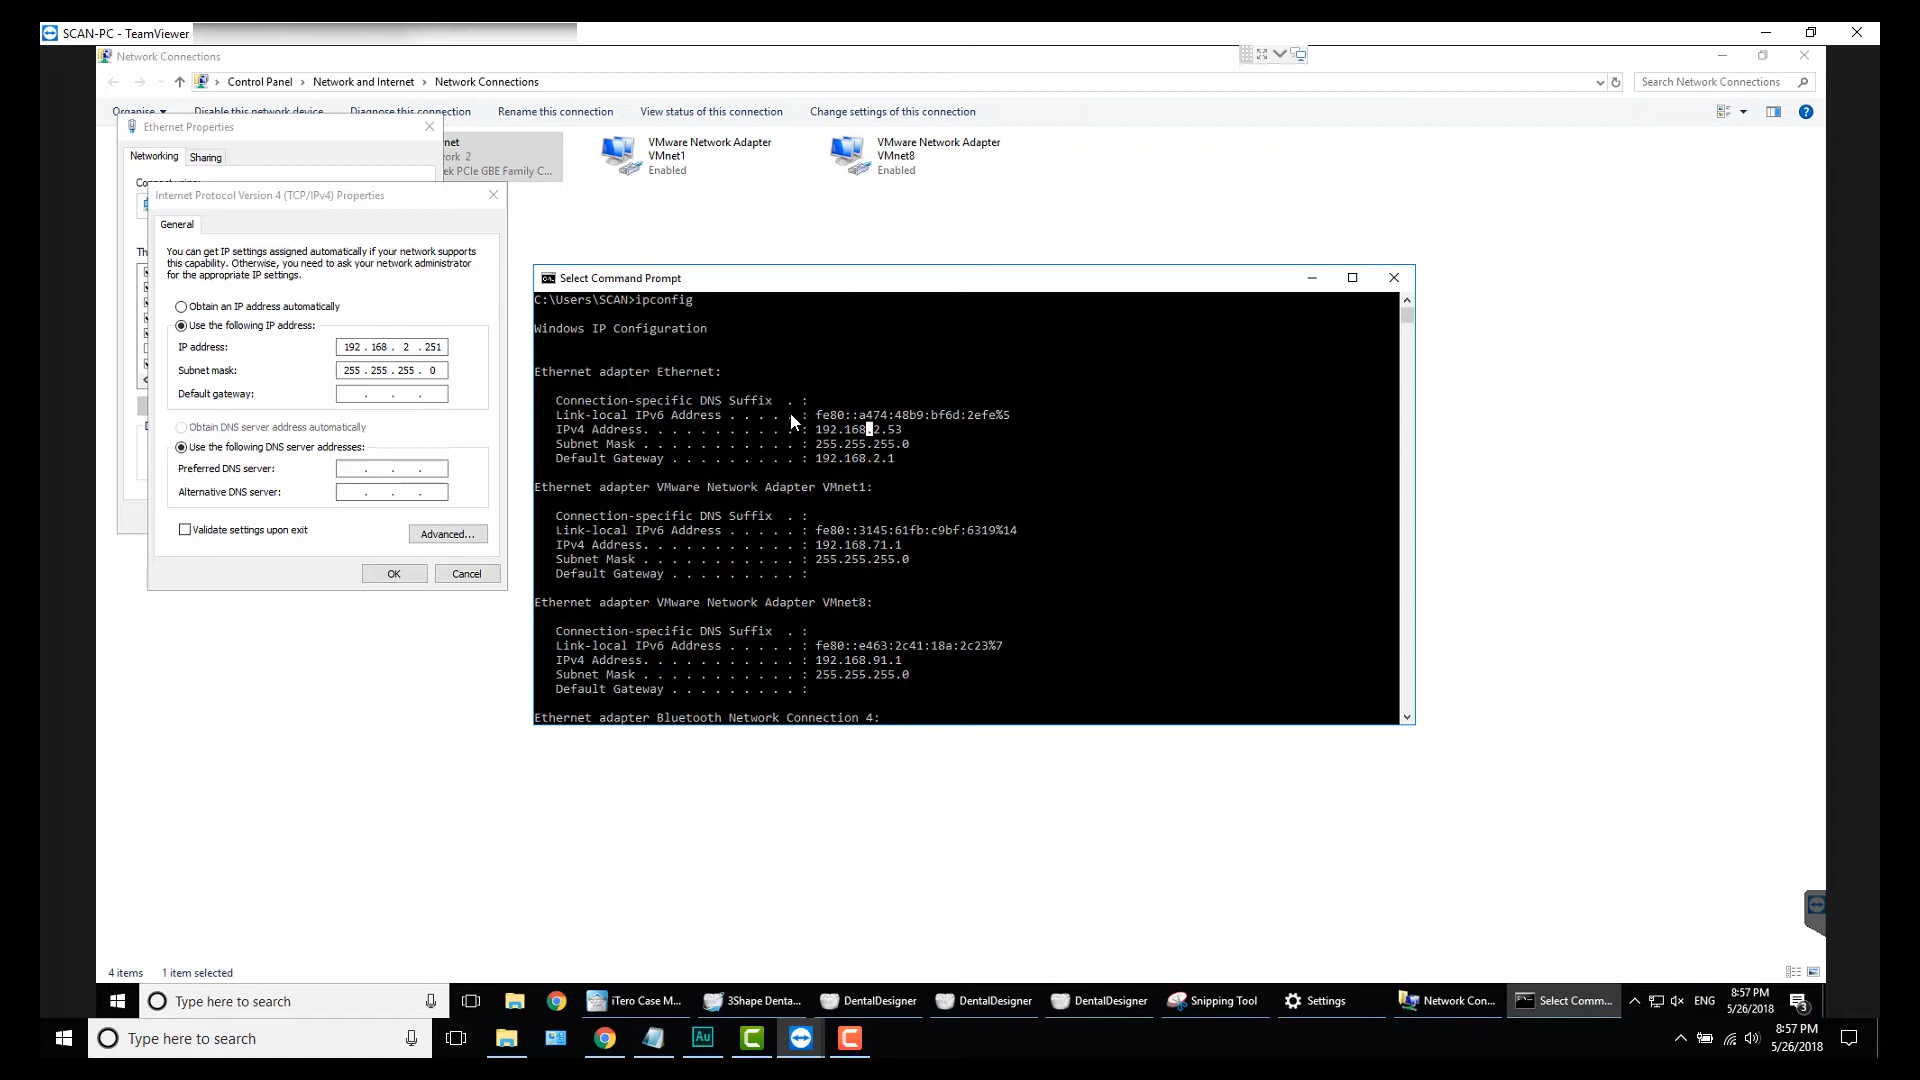 SCAN-PC - TeamViewer
Network Connections
Control Panel > Network and Internet > Network Connections
Search Network Connections
Organise Disable this network device Diagnose this connection Rename this connection View status of this connection Change settings of this connection
Ethernet Properties
Networking Sharing
net
ork 2
ek PCIe GBE Family C...
VMware Network Adapter
VMnet1
Enabled
VMware Network Adapter
VMnet8
Enabled
Internet Protocol Version 4 (TCP/IPv4) Properties
General
You can get IP settings assigned automatically if your network supports
this capability. Otherwise, you need to ask your network administrator
for the appropriate IP settings.
Obtain an IP address automatically
Use the following IP address:
IP address: 192 . 168 . 2 . 251
Subnet mask: 255 . 255 . 255 . 0
Default gateway: . . .
Obtain DNS server address automatically
Use the following DNS server addresses:
Preferred DNS server: . . .
Alternative DNS server: . . .
Validate settings upon exit
Advanced...
OK Cancel
Select Command Prompt
C:\Users\SCAN>ipconfig
Windows IP Configuration
Ethernet adapter Ethernet:
Connection-specific DNS Suffix . :
Link-local IPv6 Address . . . . . : fe80::a474:48b9:bf6d:2efe%5
IPv4 Address. . . . . . . . . . . : 192.168.2.53
Subnet Mask . . . . . . . . . . . : 255.255.255.0
Default Gateway . . . . . . . . . : 192.168.2.1
Ethernet adapter VMware Network Adapter VMnet1:
Connection-specific DNS Suffix . :
Link-local IPv6 Address . . . . . : fe80::3145:61fb:c9bf:6319%14
IPv4 Address. . . . . . . . . . . : 192.168.71.1
Subnet Mask . . . . . . . . . . . : 255.255.255.0
Default Gateway . . . . . . . . . :
Ethernet adapter VMware Network Adapter VMnet8:
Connection-specific DNS Suffix . :
Link-local IPv6 Address . . . . . : fe80::e463:2c41:18a:2c23%7
IPv4 Address. . . . . . . . . . . : 192.168.91.1
Subnet Mask . . . . . . . . . . . : 255.255.255.0
Default Gateway . . . . . . . . . :
Ethernet adapter Bluetooth Network Connection 4:
4 items 1 item selected
Type here to search iTero Case M... 3Shape Denta... DentalDesigner DentalDesigner DentalDesigner Snipping Tool Settings Network Con... Select Comm... ENG 8:57 PM
5/26/2018 3
Type here to search Au 8:57 PM
5/26/2018